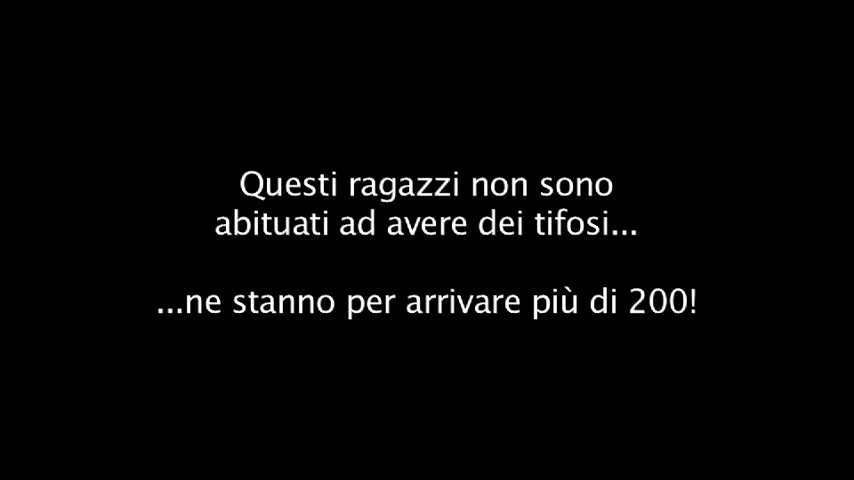 Questi ragazzi non sono
abituati ad avere dei tifosi...
...ne stanno per arrivare più di 200!